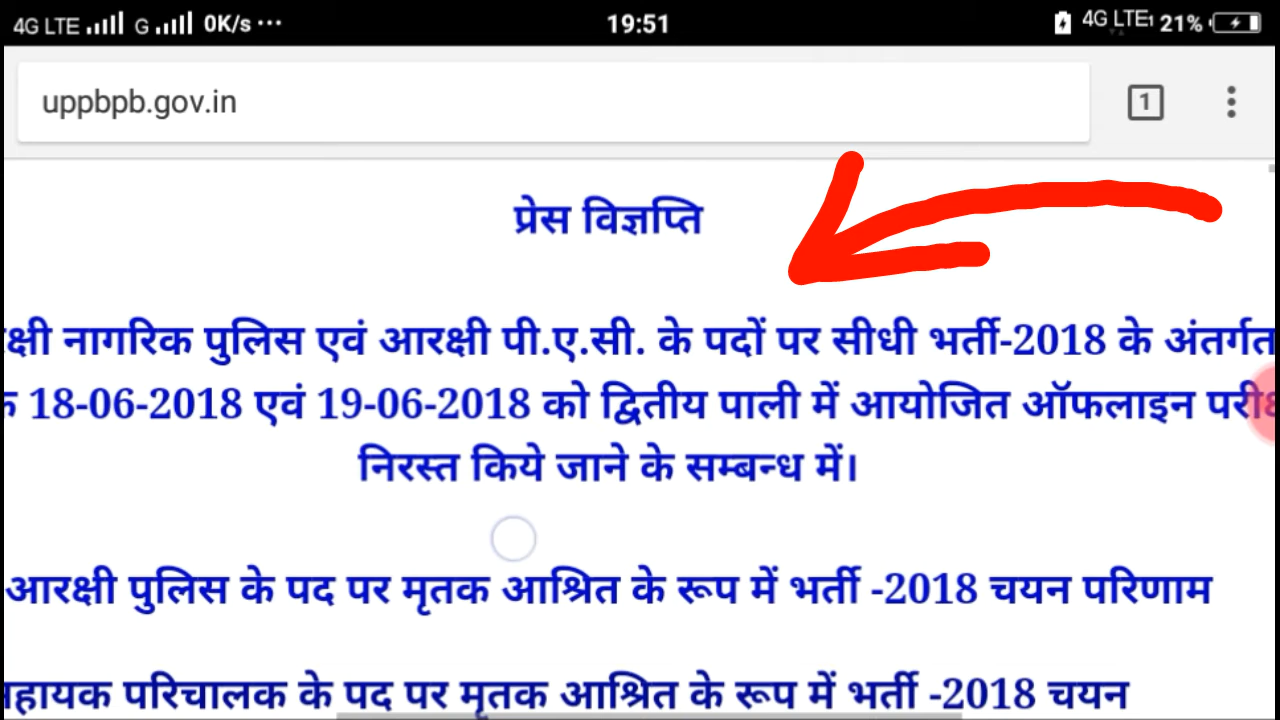 4G LTE G 0K/s ··· 19:51 4G LTE 21%
uppbpb.gov.in 1
प्रेस विज्ञप्ति
नागरिक पुलिस एवं आरक्षी पी.ए.सी. के पदों पर सीधी भर्ती-2018 के अंतर्गत
18-06-2018 एवं 19-06-2018 को द्वितीय पाली में आयोजित ऑफलाइन
निरस्त किये जाने के सम्बन्ध में।
आरक्षी पुलिस के पद पर मृतक आश्रित के रूप में भर्ती -2018 चयन परिणाम
परिचालक के पद पर मृतक आश्रित के रूप में भर्ती -2018 चयन